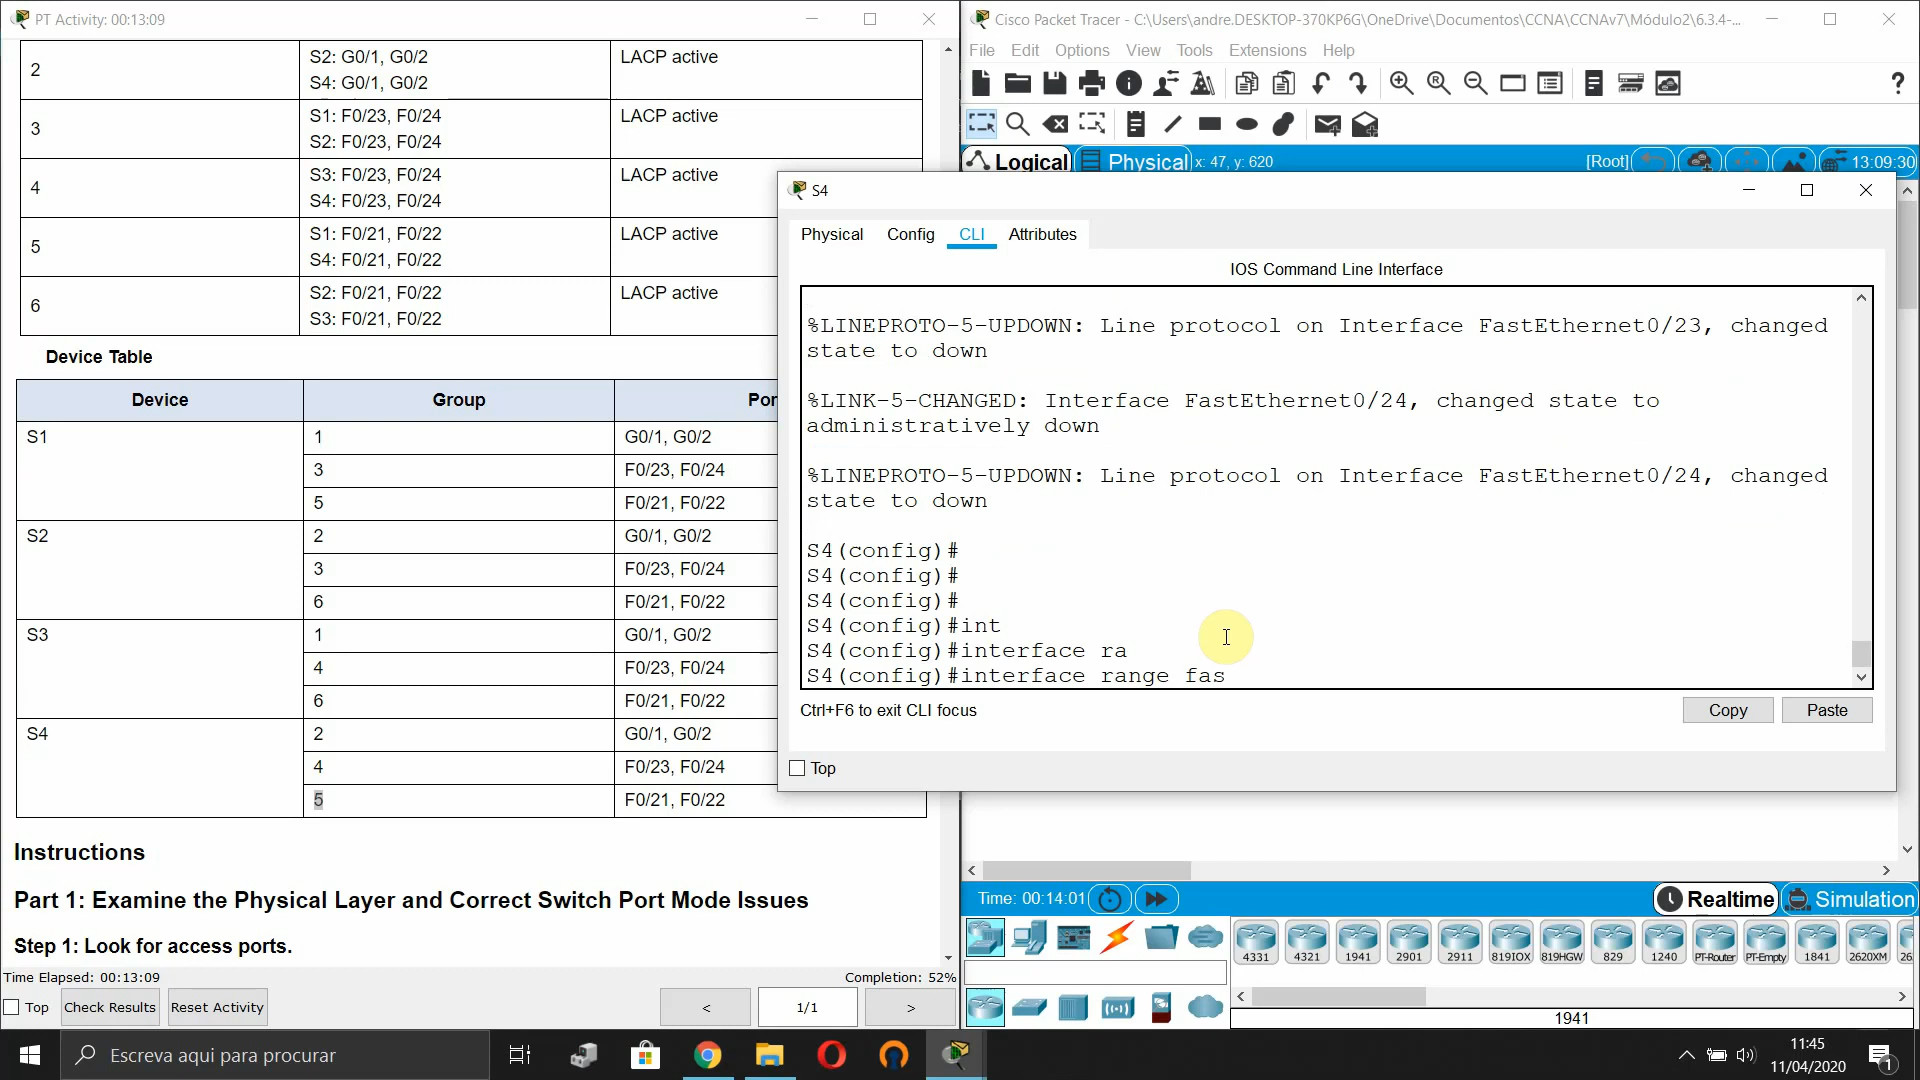 PT Activity: 00:13:09
2
S2: G0/1, G0/2
S4: G0/1, G0/2
LACP active
3
S1: F0/23, F0/24
S2: F0/23, F0/24
LACP active
4
S3: F0/23, F0/24
S4: F0/23, F0/24
LACP active
5
S1: F0/21, F0/22
S4: F0/21, F0/22
LACP active
6
S2: F0/21, F0/22
S3: F0/21, F0/22
LACP active
Device Table
Device Group Por
S1 1 G0/1, G0/2
3 F0/23, F0/24
5 F0/21, F0/22
S2 2 G0/1, G0/2
3 F0/23, F0/24
6 F0/21, F0/22
S3 1 G0/1, G0/2
4 F0/23, F0/24
6 F0/21, F0/22
S4 2 G0/1, G0/2
4 F0/23, F0/24
5 F0/21, F0/22
Instructions
Part 1: Examine the Physical Layer and Correct Switch Port Mode Issues
Step 1: Look for access ports.
Time Elapsed: 00:13:09 Completion: 52%
Top Check Results Reset Activity < 1/1 >
Cisco Packet Tracer - C:\Users\andre.DESKTOP-370KP6G\OneDrive\Documentos\CCNA\CCNAv7\Módulo2\6.3.4-...
File Edit Options View Tools Extensions Help
?
Logical Physical x: 47, y: 620 [Root] 13:09:30
S4
Physical Config CLI Attributes
IOS Command Line Interface
%LINEPROTO-5-UPDOWN: Line protocol on Interface FastEthernet0/23, changed
state to down
%LINK-5-CHANGED: Interface FastEthernet0/24, changed state to
administratively down
%LINEPROTO-5-UPDOWN: Line protocol on Interface FastEthernet0/24, changed
state to down
S4(config)#
S4(config)#
S4(config)#
S4(config)#int
S4(config)#interface ra
S4(config)#interface range fas
Ctrl+F6 to exit CLI focus
Copy Paste
Top
Time: 00:14:01 Realtime Simulation
4331 4321 1941 2901 2911 819IOX 819HGW 829 1240 PT-Router PT-Empty 1841 2620XM 26
1941
Escreva aqui para procurar
11:45
11/04/2020
1